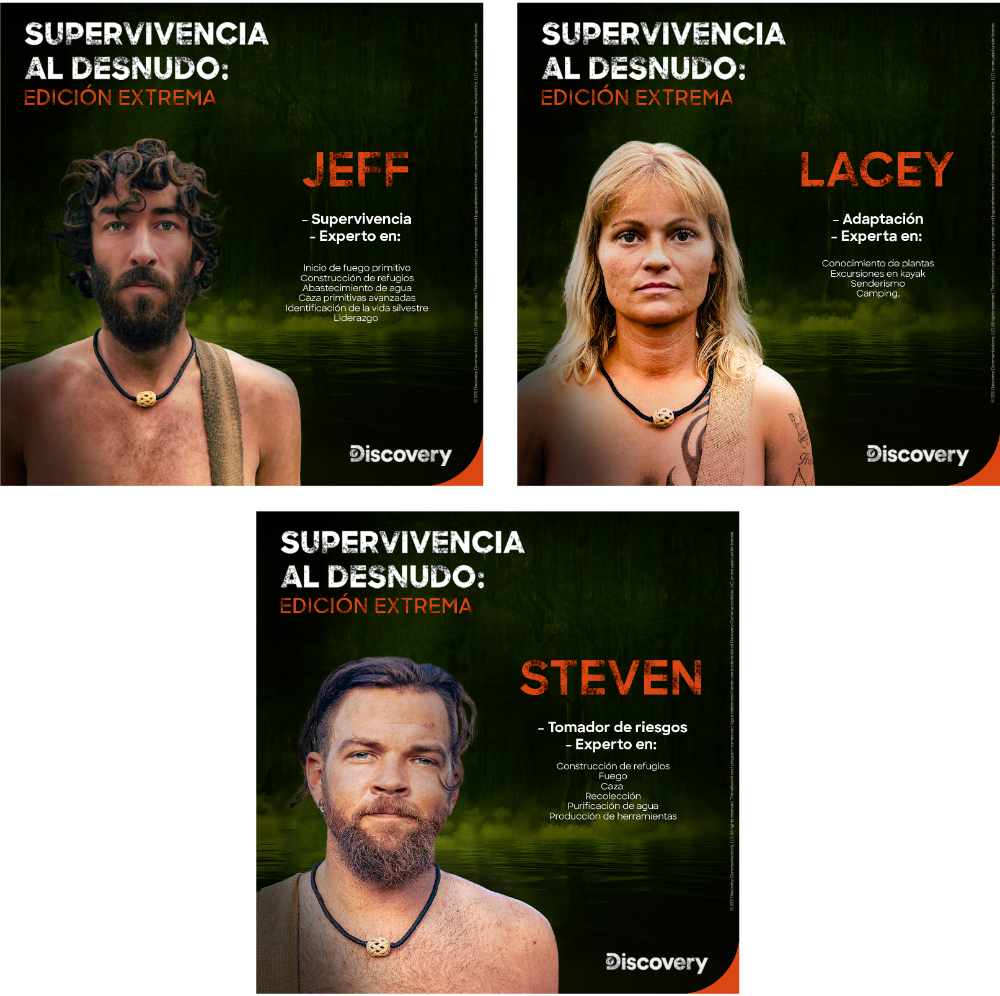 SUPERVIVENCIA
AL DESNUDO:
EDICIÓN EXTREMA
JEFF
- Supervivencia
- Experto en:
Inicio de fuego primitivo
Construcción de refugios
Abastecimiento de agua
Caza primitivas avanzadas
Identificación de la vida silvestre
Liderazgo
Discovery
© 2021 Discovery Communications, LLC. All rights reserved. The network and program names and logos referenced herein are trademarks of Discovery Communications, LLC, or are used under license.
SUPERVIVENCIA
AL DESNUDO:
EDICIÓN EXTREMA
LACEY
- Adaptación
- Experta en:
Conocimiento de plantas
Excursiones en kayak
Senderismo
Camping.
Discovery
© 2021 Discovery Communications, LLC. All rights reserved. The network and program names and logos referenced herein are trademarks of Discovery Communications, LLC, or are used under license.
SUPERVIVENCIA
AL DESNUDO:
EDICIÓN EXTREMA
STEVEN
- Tomador de riesgos
- Experto en:
Construcción de refugios
Fuego
Caza
Recolección
Purificación de agua
Producción de herramientas
Discovery
© 2021 Discovery Communications, LLC. All rights reserved. The network and program names and logos referenced herein are trademarks of Discovery Communications, LLC, or are used under license.